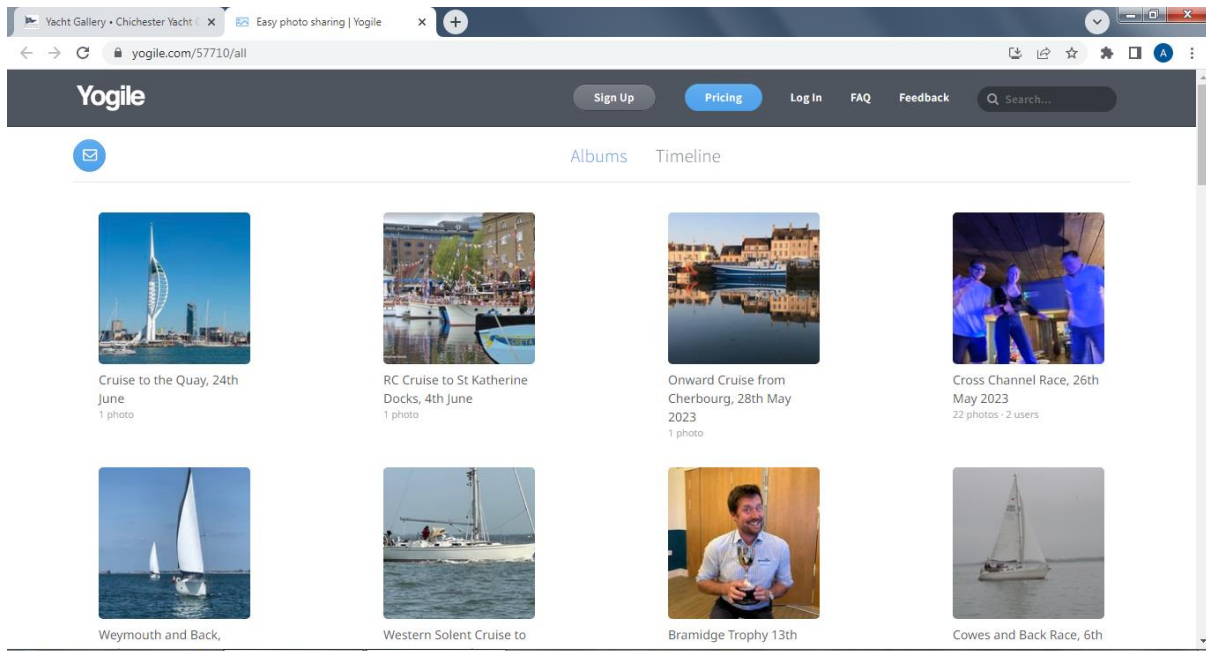 Yacht Gallery • Chichester Yacht C
Easy photo sharing | Yogile
yogile.com/57710/all
A
Yogile
Sign Up
Pricing
Log In
FAQ
Feedback
Search...
Albums
Timeline
Cruise to the Quay, 24th
June
1 photo
RC Cruise to St Katherine
Docks, 4th June
1 photo
Onward Cruise from
Cherbourg, 28th May
2023
1 photo
Cross Channel Race, 26th
May 2023
22 photos · 2 users
Weymouth and Back,
Western Solent Cruise to
Bramidge Trophy 13th
Cowes and Back Race, 6th